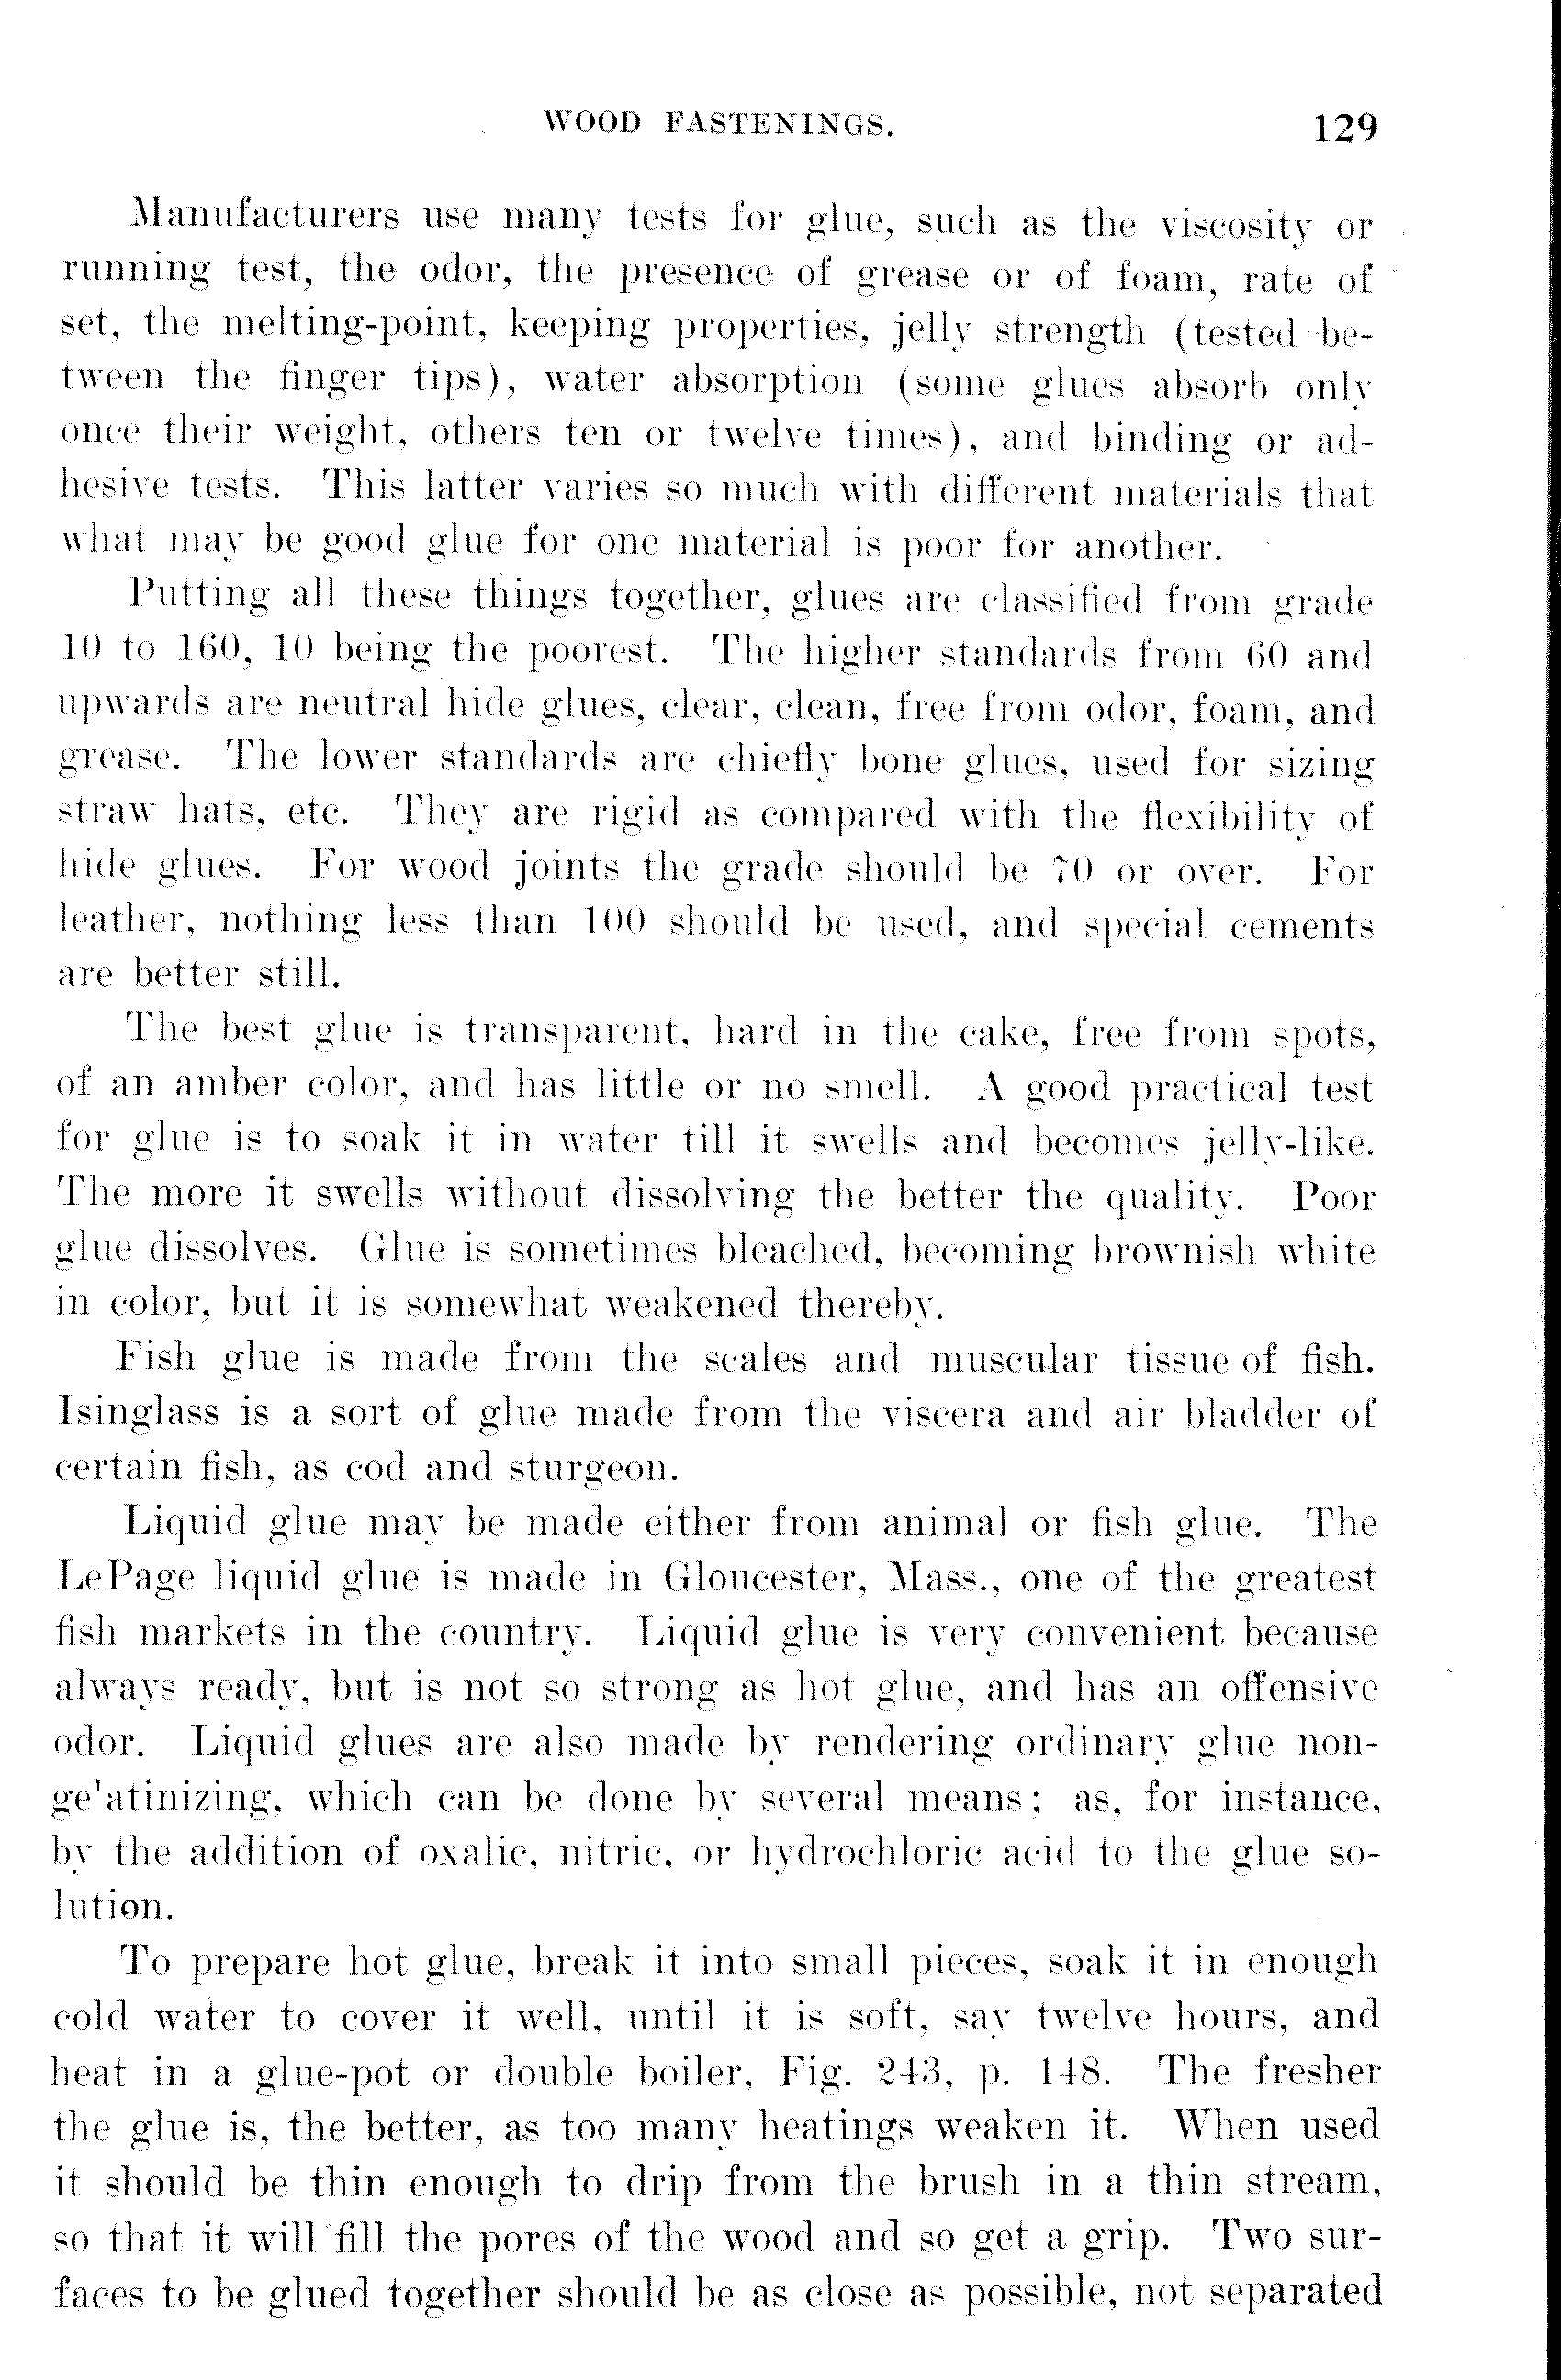 WOOD FASTENINGS. 129
Manufacturers use many tests for glue, such as the viscosity or
running test, the odor, the presence of grease or of foam, rate of
set, the melting-point, keeping properties, jelly strength (tested be-
tween the finger tips), water absorption (some glues absorb only
once their weight, others ten or twelve times), and binding or ad-
hesive tests. This latter varies so much with different materials that
what may be good glue for one material is poor for another.
Putting all these things together, glues are classified from grade
10 to 160, 10 being the poorest. The higher standards from 60 and
upwards are neutral hide glues, clear, clean, free from odor, foam, and
grease. The lower standards are chiefly bone glues, used for sizing
straw hats, etc. They are rigid as compared with the flexibility of
hide glues. For wood joints the grade should be 70 or over. For
leather, nothing less than 100 should be used, and special cements
are better still.
The best glue is transparent, hard in the cake, free from spots,
of an amber color, and has little or no smell. A good practical test
for glue is to soak it in water till it swells and becomes jelly-like.
The more it swells without dissolving the better the quality. Poor
glue dissolves. Glue is sometimes bleached, becoming brownish white
in color, but it is somewhat weakened thereby.
Fish glue is made from the scales and muscular tissue of fish.
Isinglass is a sort of glue made from the viscera and air bladder of
certain fish, as cod and sturgeon.
Liquid glue may be made either from animal or fish glue. The
LePage liquid glue is made in Gloucester, Mass., one of the greatest
fish markets in the country. Liquid glue is very convenient because
always ready, but is not so strong as hot glue, and has an offensive
odor. Liquid glues are also made by rendering ordinary glue non-
ge'atinizing, which can be done by several means; as, for instance,
by the addition of oxalic, nitric, or hydrochloric acid to the glue so-
lution.
To prepare hot glue, break it into small pieces, soak it in enough
cold water to cover it well, until it is soft, say twelve hours, and
heat in a glue-pot or double boiler, Fig. 243, p. 148. The fresher
the glue is, the better, as too many heatings weaken it. When used
it should be thin enough to drip from the brush in a thin stream,
so that it will fill the pores of the wood and so get a grip. Two sur-
faces to be glued together should be as close as possible, not separated